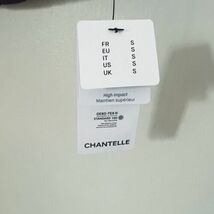 FR S
EU S
IT S
US S
UK S
High impact
Maintien supérieur
OEKO-TEX®
STANDARD 100
CHANTELLE